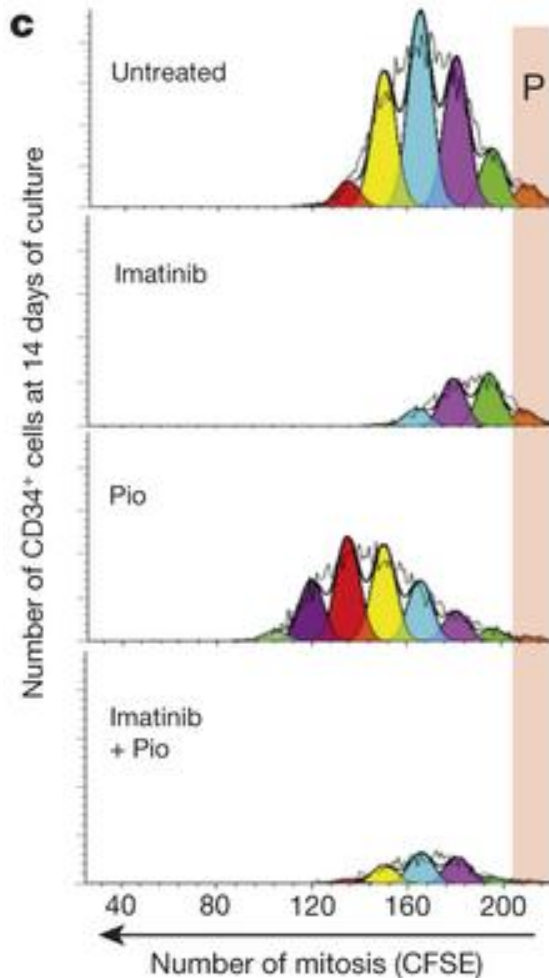 c
Untreated
P
Imatinib
Pio
Imatinib
+ Pio
Number of CD34⁺ cells at 14 days of culture
40 80 120 160 200
Number of mitosis (CFSE)